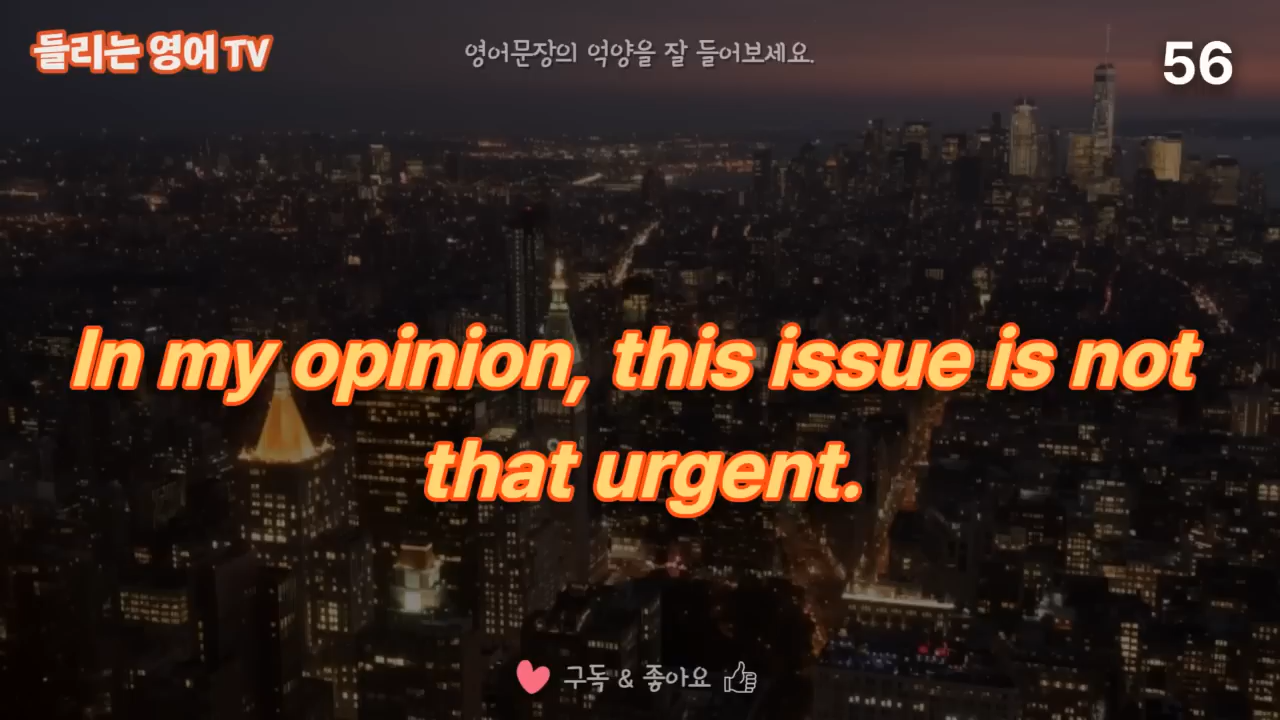 들리는 영어 TV
영어문장의 억양을 잘 들어보세요.
56
In my opinion, this issue is not
that urgent.
구독 & 좋아요